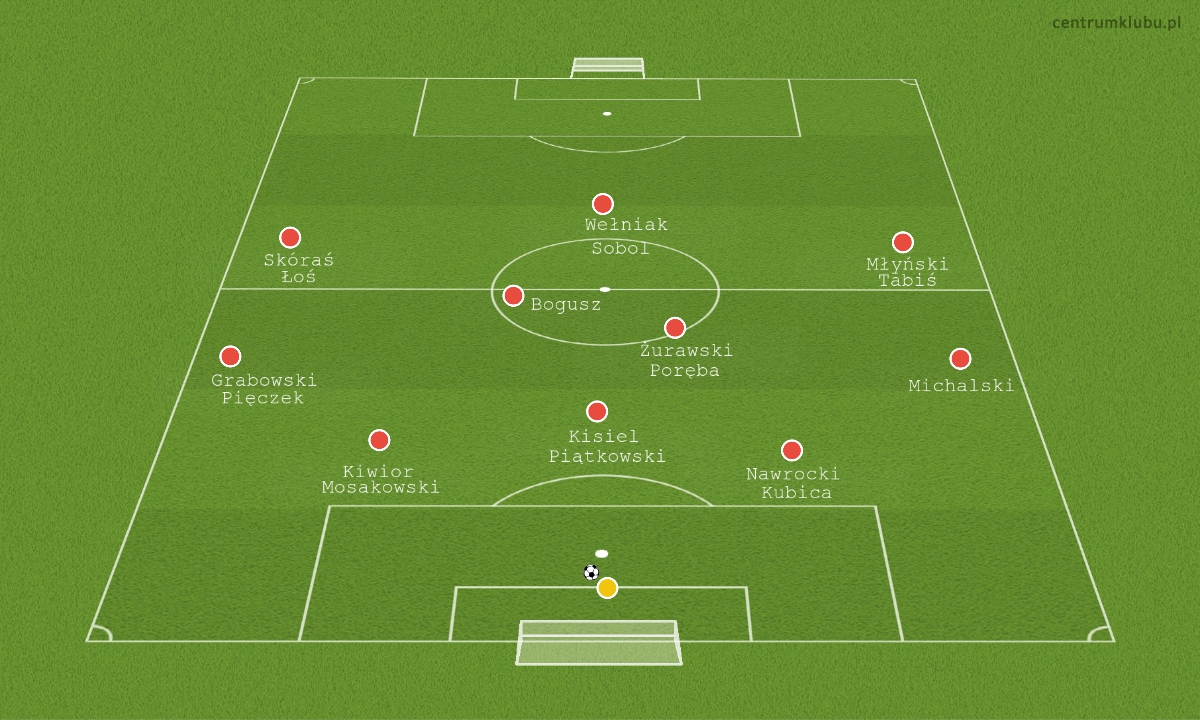 centrumklubu.pl
Wełniak
Sobol
Skóraś
Łoś
Młyński
Tabiś
Bogusz
Żurawski
Poręba
Grabowski
Pięczek
Michalski
Kisiel
Piątkowski
Kiwior
Mosakowski
Nawrocki
Kubica